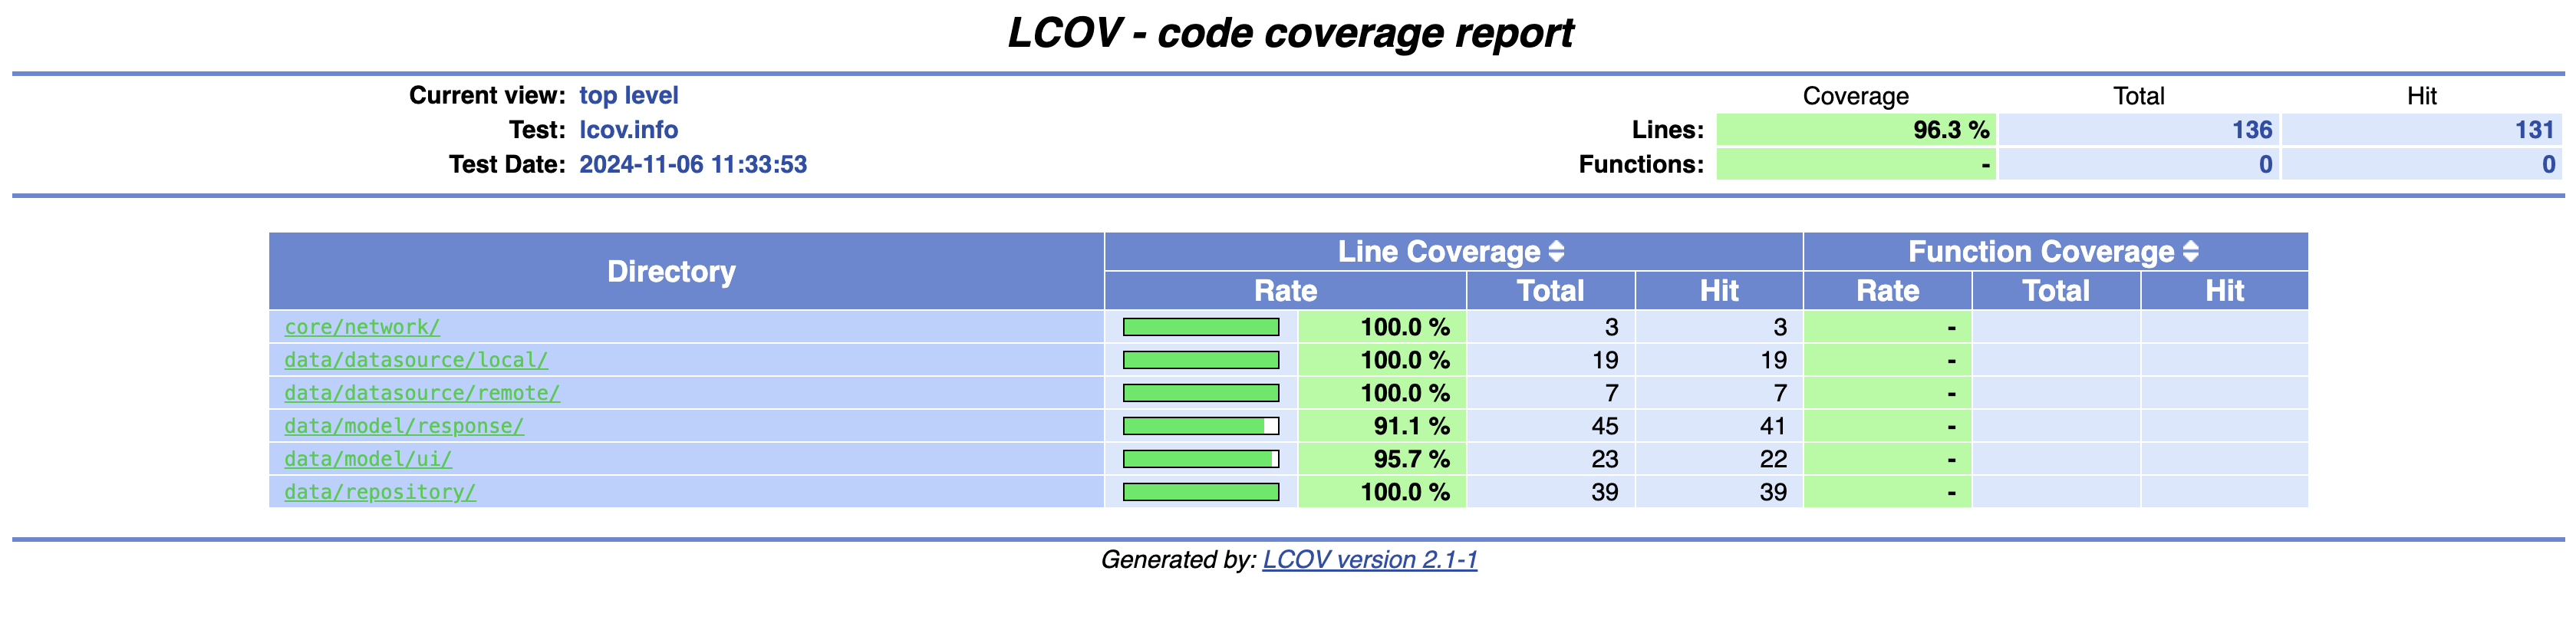 LCOV - code coverage report
Current view: top level Coverage Total Hit
Test: lcov.info Lines: 96.3 % 136 131
Test Date: 2024-11-06 11:33:53 Functions: - 0 0
Directory Line Coverage Function Coverage
Rate Total Hit Rate Total Hit
core/network/ 100.0 % 3 3 -
data/datasource/local/ 100.0 % 19 19 -
data/datasource/remote/ 100.0 % 7 7 -
data/model/response/ 91.1 % 45 41 -
data/model/ui/ 95.7 % 23 22 -
data/repository/ 100.0 % 39 39 -
Generated by: LCOV version 2.1-1